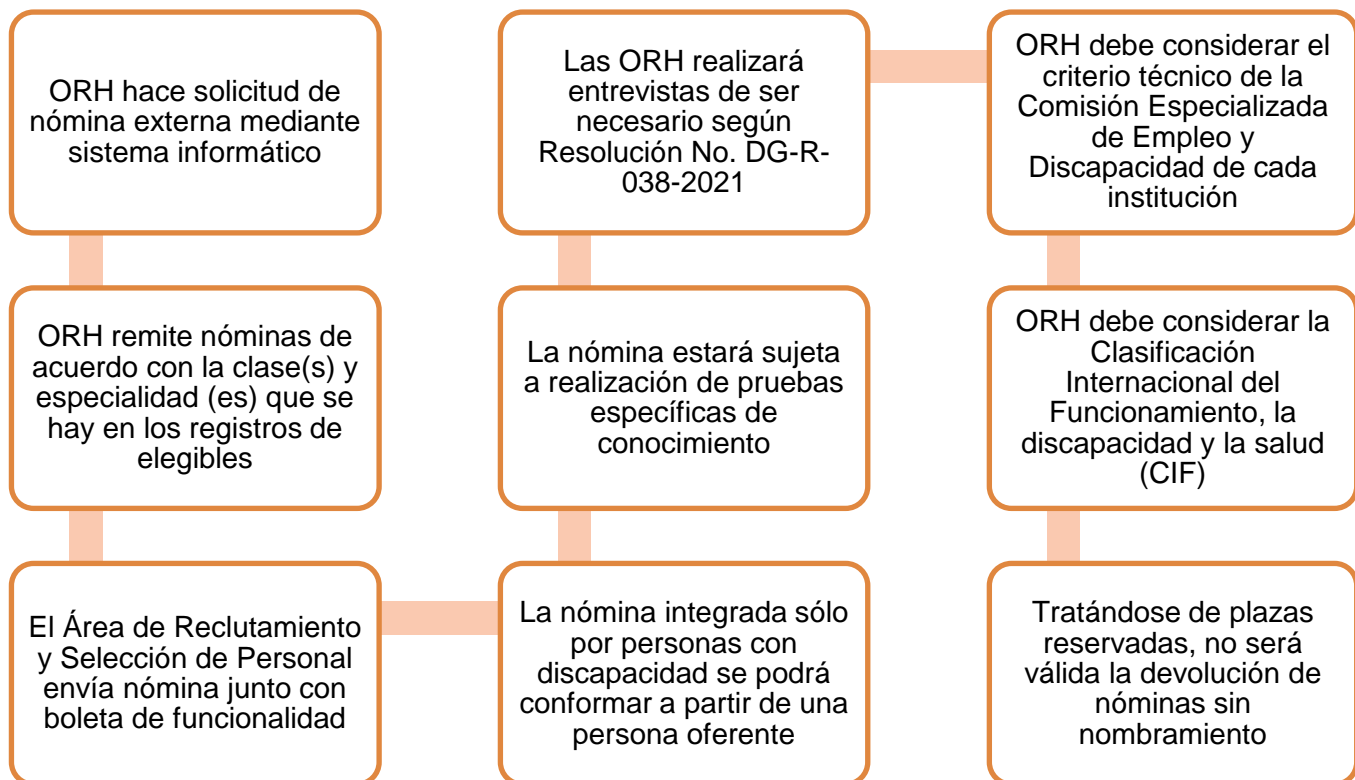 ORH hace solicitud de
nómina externa mediante
sistema informático
ORH remite nóminas de
acuerdo con la clase(s) y
especialidad (es) que se
hay en los registros de
elegibles
El Área de Reclutamiento
y Selección de Personal
envía nómina junto con
boleta de funcionalidad
La nómina integrada sólo
por personas con
discapacidad se podrá
conformar a partir de una
persona oferente
La nómina estará sujeta
a realización de pruebas
específicas de
conocimiento
Las ORH realizará
entrevistas de ser
necesario según
Resolución No. DG-R-
038-2021
ORH debe considerar el
criterio técnico de la
Comisión Especializada
de Empleo y
Discapacidad de cada
institución
ORH debe considerar la
Clasificación
Internacional del
Funcionamiento, la
discapacidad y la salud
(CIF)
Tratándose de plazas
reservadas, no será
válida la devolución de
nóminas sin
nombramiento